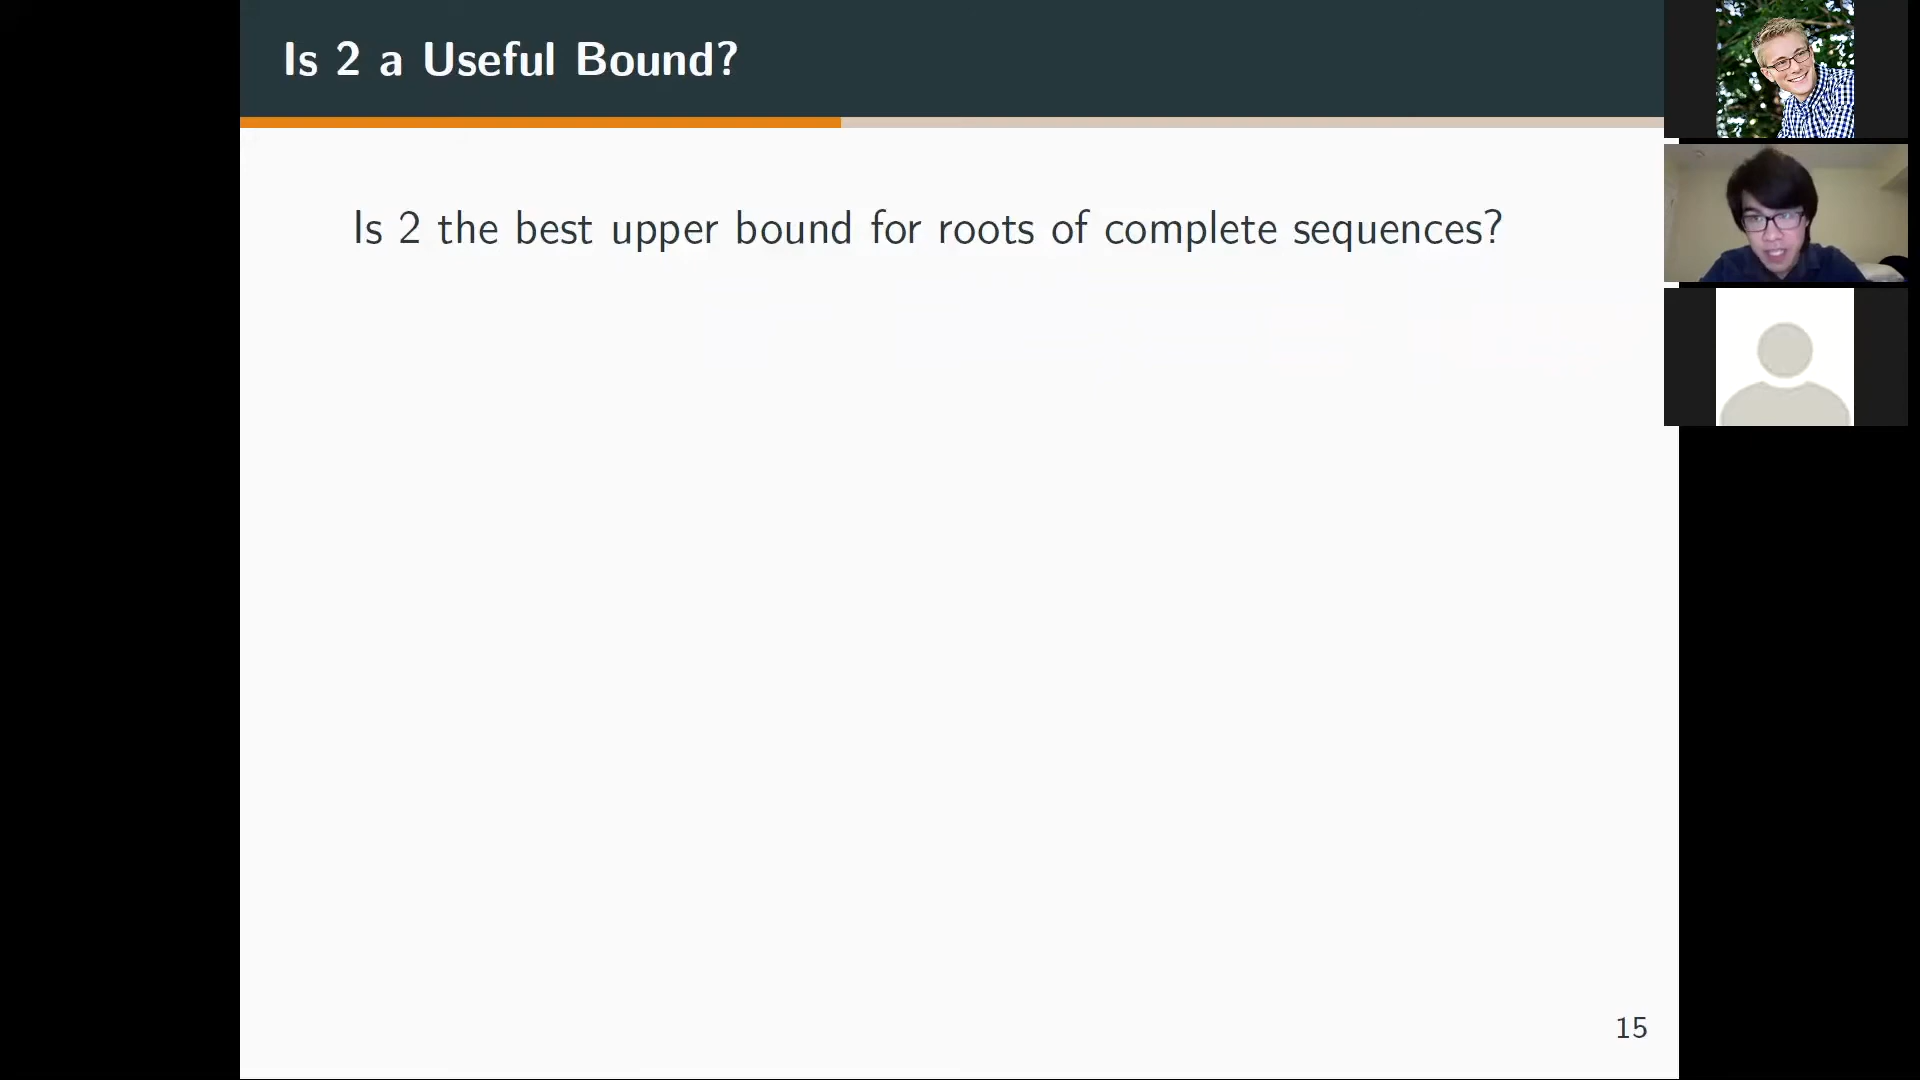 Is 2 a Useful Bound?
Is 2 the best upper bound for roots of complete sequences?
15